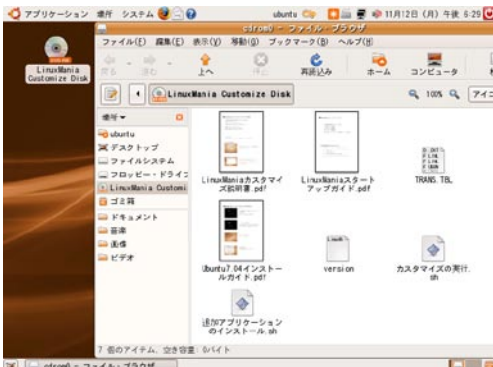 アプリケーション 場所 システム ubuntu 11月12日 (月) 午後 6:29
LinuxMania
Customize Disk
cdrom0 - ファイル・ブラウザ
ファイル(F) 編集(E) 表示(V) 移動(G) ブックマーク(B) ヘルプ(H)
戻る 進む 上へ 停止 再読込み ホーム コンピュータ
LinuxMania Customize Disk 100%
場所
ubuntu
デスクトップ
ファイルシステム
フロッピー・ドライブ
LinuxMania Customi
ゴミ箱
ドキュメント
音楽
画像
ビデオ
LinuxManiaカスタマイ
ズ説明書.pdf
LinuxManiaスタート
アップガイド.pdf
TRANS.TBL
Ubuntu7.04インストー
ルガイド.pdf
version
カスタマイズの実行.
sh
追加アプリケーション
のインストール.sh
7 個のアイテム, 空き容量: 0バイト
cdrom0 - ファイル・ブラウザ